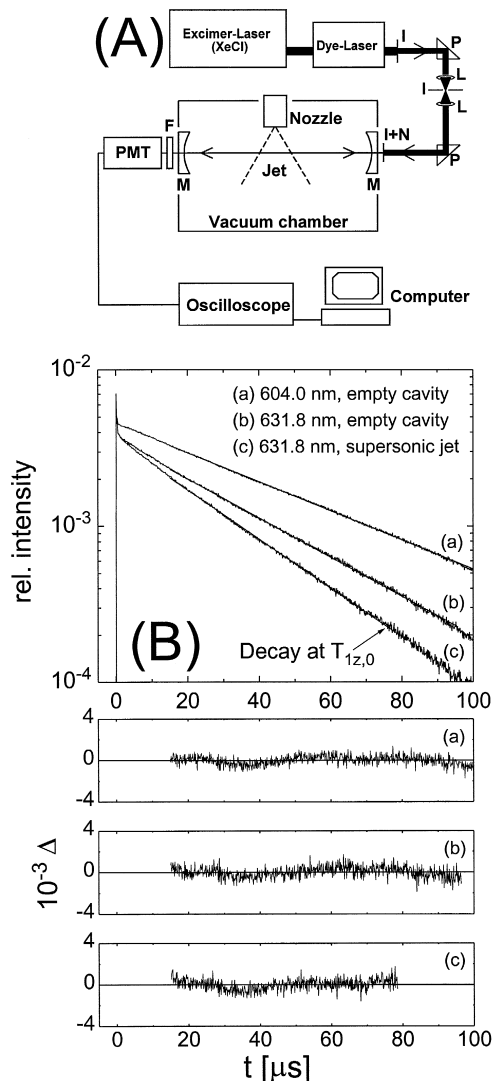 (A)
Excimer-Laser
(XeCl)
Dye-Laser
I
P
L
I
L
P
I+N
Nozzle
F
PMT
M
M
Jet
Vacuum chamber
Oscilloscope
Computer
10⁻²
(a) 604.0 nm, empty cavity
(b) 631.8 nm, empty cavity
(c) 631.8 nm, supersonic jet
rel. intensity
10⁻³
(a)
(b)
(B)
Decay at T₁z,₀
(c)
10⁻⁴
0 20 40 60 80 100
4
(a)
0
-4
4
(b)
0
-4
10⁻³ Δ
4
(c)
0
-4
0 20 40 60 80 100
t [μs]